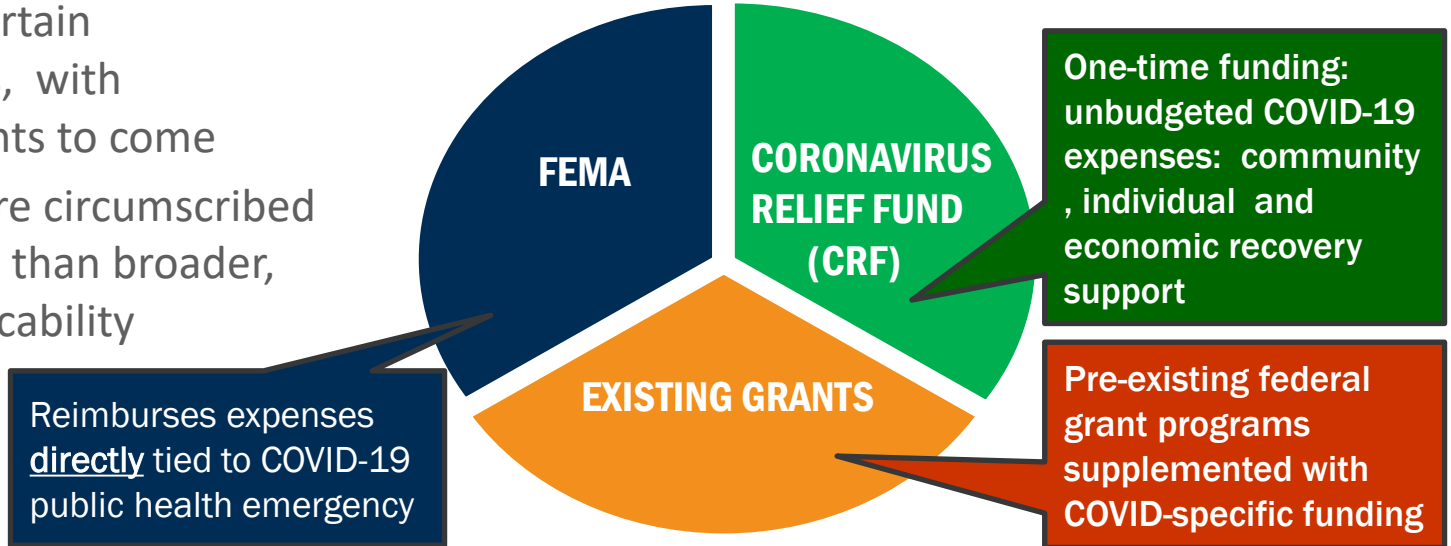 rtain
, with
nts to come
re circumscribed
than broader,
cability
FEMA
CORONAVIRUS
RELIEF FUND
(CRF)
EXISTING GRANTS
One-time funding:
unbudgeted COVID-19
expenses: community
, individual and
economic recovery
support
Reimburses expenses
directly tied to COVID-19
public health emergency
Pre-existing federal
grant programs
supplemented with
COVID-specific funding